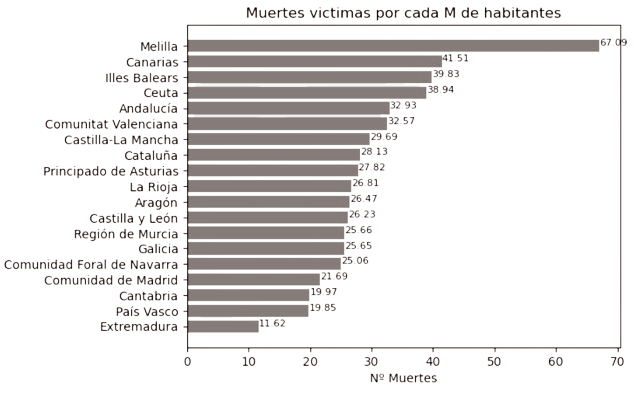 Muertes victimas por cada M de habitantes
Melilla 67.09
Canarias 41.51
Illes Balears 39.83
Ceuta 38.94
Andalucía 32.93
Comunitat Valenciana 32.57
Castilla-La Mancha 29.69
Cataluña 28.13
Principado de Asturias 27.82
La Rioja 26.81
Aragón 26.47
Castilla y León 26.23
Región de Murcia 25.66
Galicia 25.65
Comunidad Foral de Navarra 25.06
Comunidad de Madrid 21.69
Cantabria 19.97
País Vasco 19.85
Extremadura 11.62
0 10 20 30 40 50 60 70
Nº Muertes